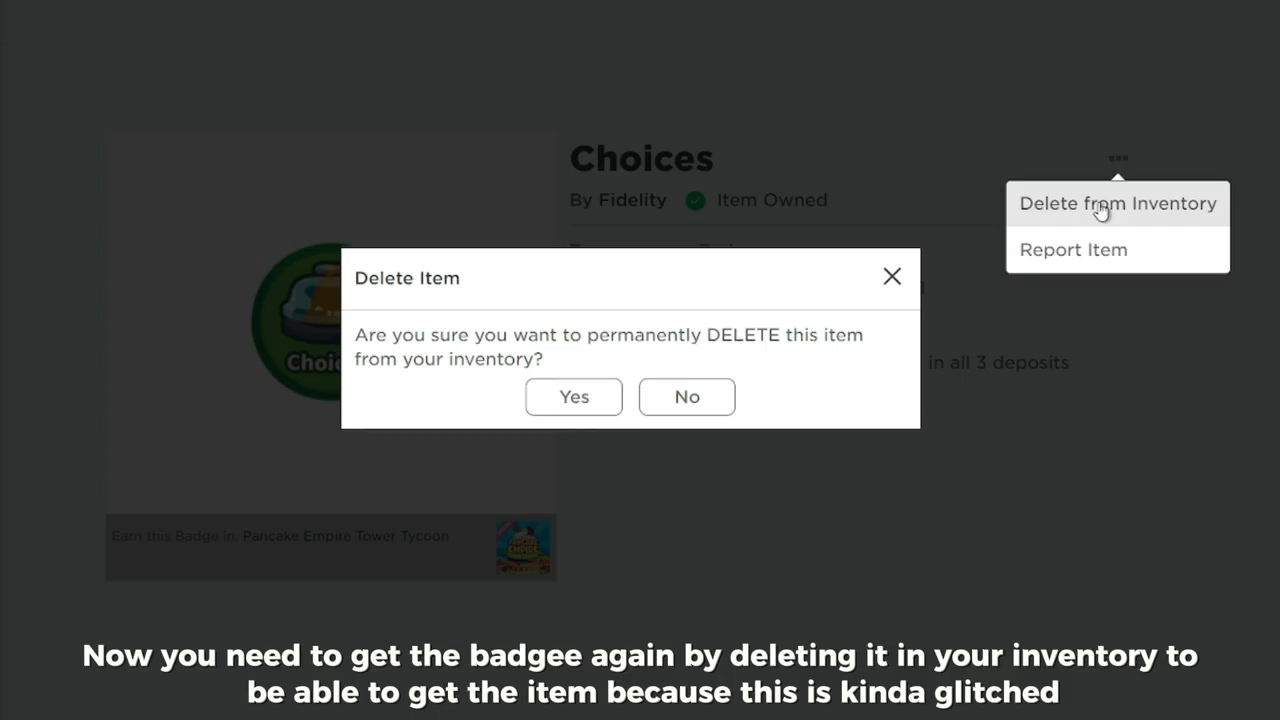 Choices
...
By Fidelity Item Owned
Delete from Inventory
Report Item
Delete Item
Are you sure you want to permanently DELETE this item
from your inventory?
in all 3 deposits
Yes
No
Earn this Badge in: Pancake Empire Tower Tycoon
Now you need to get the badgee again by deleting it in your inventory to
be able to get the item because this is kinda glitched